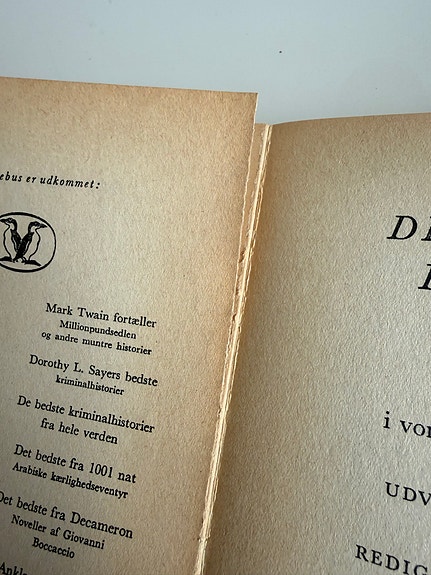 ebus er udkommet:
Mark Twain fortæller
Millionpundsedlen
og andre muntre historier
Dorothy L. Sayers bedste
kriminalhistorier
De bedste kriminalhistorier
fra hele verden
Det bedste fra 1001 nat
Arabiske kærlighedseventyr
Det bedste fra Decameron
Noveller af Giovanni
Boccaccio
i vor
UDV
REDIG